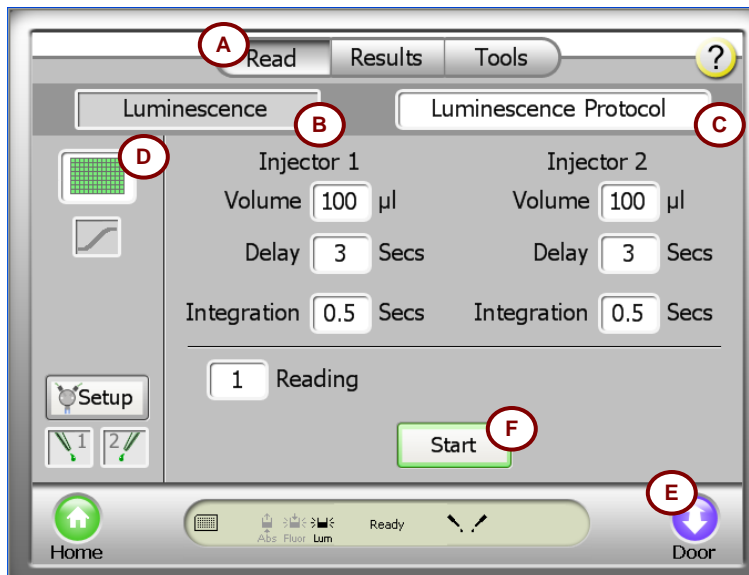 A Read Results Tools ?
Luminescence B Luminescence Protocol C
D
Injector 1 Injector 2
Volume 100 µl Volume 100 µl
Delay 3 Secs Delay 3 Secs
Integration 0.5 Secs Integration 0.5 Secs
1 Reading
Setup
1 2
Start F
E
Abs Fluor Lum Ready
Home Door